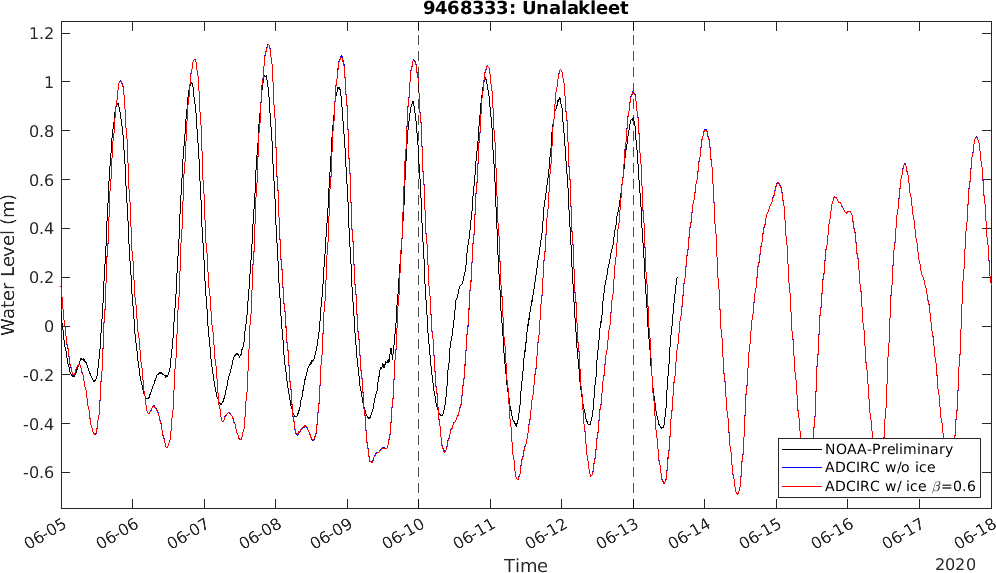 9468333: Unalakleet
Water Level (m)
1.2
1
0.8
0.6
0.4
0.2
0
-0.2
-0.4
-0.6
NOAA-Preliminary
ADCIRC w/o ice
ADCIRC w/ ice β=0.6
06-05 06-06 06-07 06-08 06-09 06-10 06-11 06-12 06-13 06-14 06-15 06-16 06-17 06-18
Time
2020